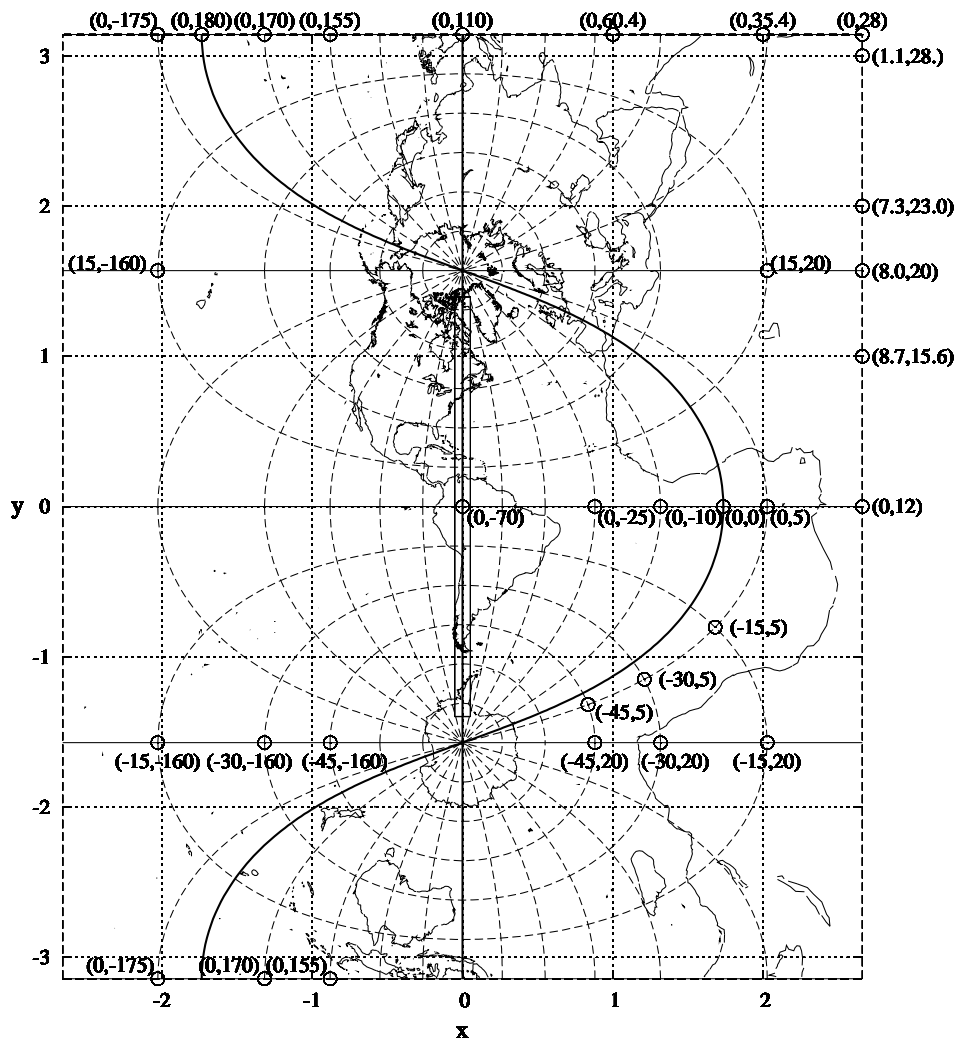 (0,-175) (0,180) (0,170) (0,155) (0,110) (0,60.4) (0,35.4) (0,28)
3 (1.1,28.)
2 (7.3,23.0)
(15,-160) (15,20) (8.0,20)
1 (8.7,15.6)
y 0 (0,12)
(0,-70) (0,-25) (0,-10) (0,0) (0,5)
(-15,5)
-1
(-30,5)
(-45,5)
(-15,-160) (-30,-160) (-45,-160) (-45,20) (-30,20) (-15,20)
-2
-3
(0,-175) (0,170) (0,155)
-2 -1 0 1 2
x